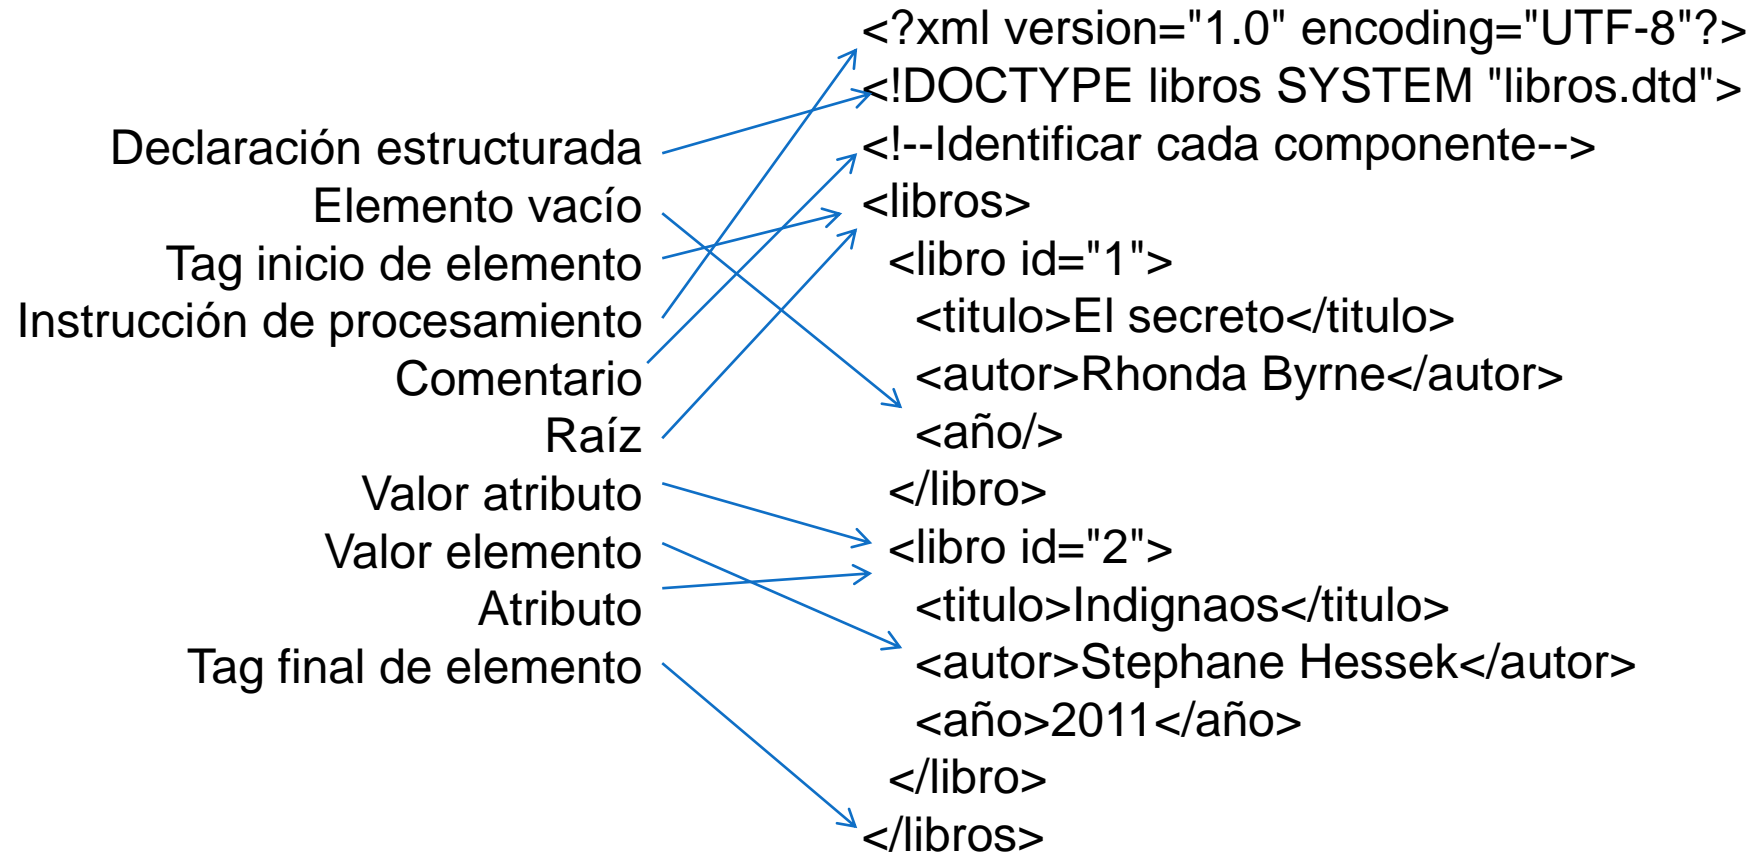 Declaración estructurada
Elemento vacío
Tag inicio de elemento
Instrucción de procesamiento
Comentario
Raíz
Valor atributo
Valor elemento
Atributo
Tag final de elemento
<?xml version="1.0" encoding="UTF-8"?>
<!DOCTYPE libros SYSTEM "libros.dtd">
<!--Identificar cada componente-->
<libros>
<libro id="1">
<titulo>El secreto</titulo>
<autor>Rhonda Byrne</autor>
<año/>
</libro>
<libro id="2">
<titulo>Indignaos</titulo>
<autor>Stephane Hessek</autor>
<año>2011</año>
</libro>
</libros>